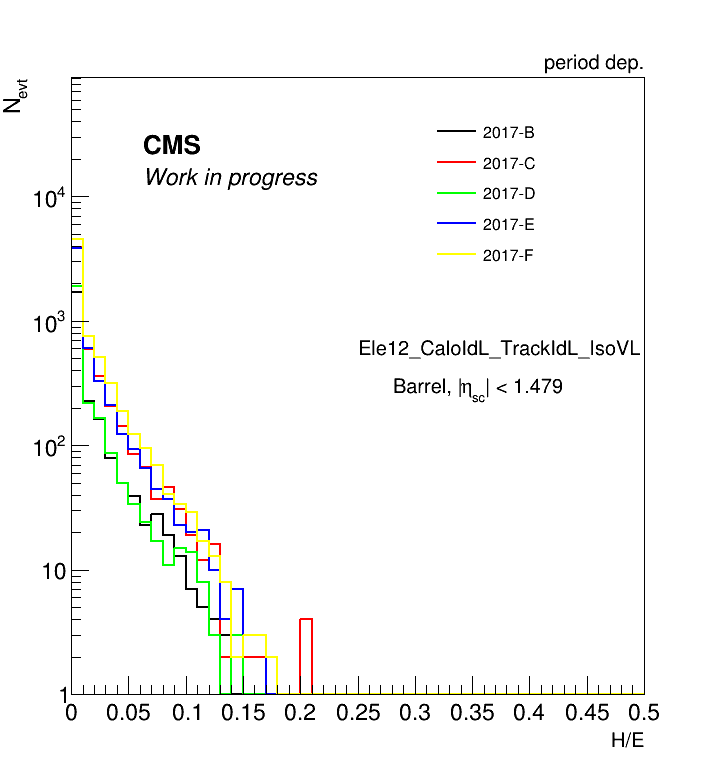 period dep.
N_evt
CMS
Work in progress
2017-B
2017-C
2017-D
2017-E
2017-F
Ele12_CaloIdL_TrackIdL_IsoVL
Barrel, |η_sc| < 1.479
10^4
10^3
10^2
10
1
0 0.05 0.1 0.15 0.2 0.25 0.3 0.35 0.4 0.45 0.5
H/E